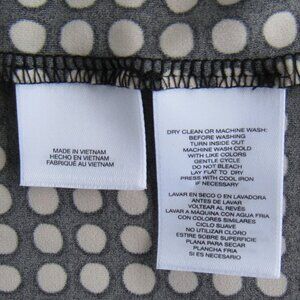 MADE IN VIETNAM
HECHO EN VIETNAM
FABRIQUÉ AU VIETNAM
DRY CLEAN OR MACHINE WASH:
BEFORE WASHING
TURN INSIDE OUT
MACHINE WASH COLD
WITH LIKE COLORS
GENTLE CYCLE
DO NOT BLEACH
LAY FLAT TO DRY
PRESS WITH COOL IRON
IF NECESSARY
LAVAR EN SECO O EN LAVADORA
ANTES DE LAVAR
VOLTEAR AL REVÉS
LAVAR A MAQUINA CON AGUA FRIA
CON COLORES SIMILARES
CICLO SUAVE
NO UTILIZAR CLORO
ESTIRE SOBRE SUPERFICIE
PLANA PARA SECAR
PLANCHA FRIA
SI ES NECESARIO